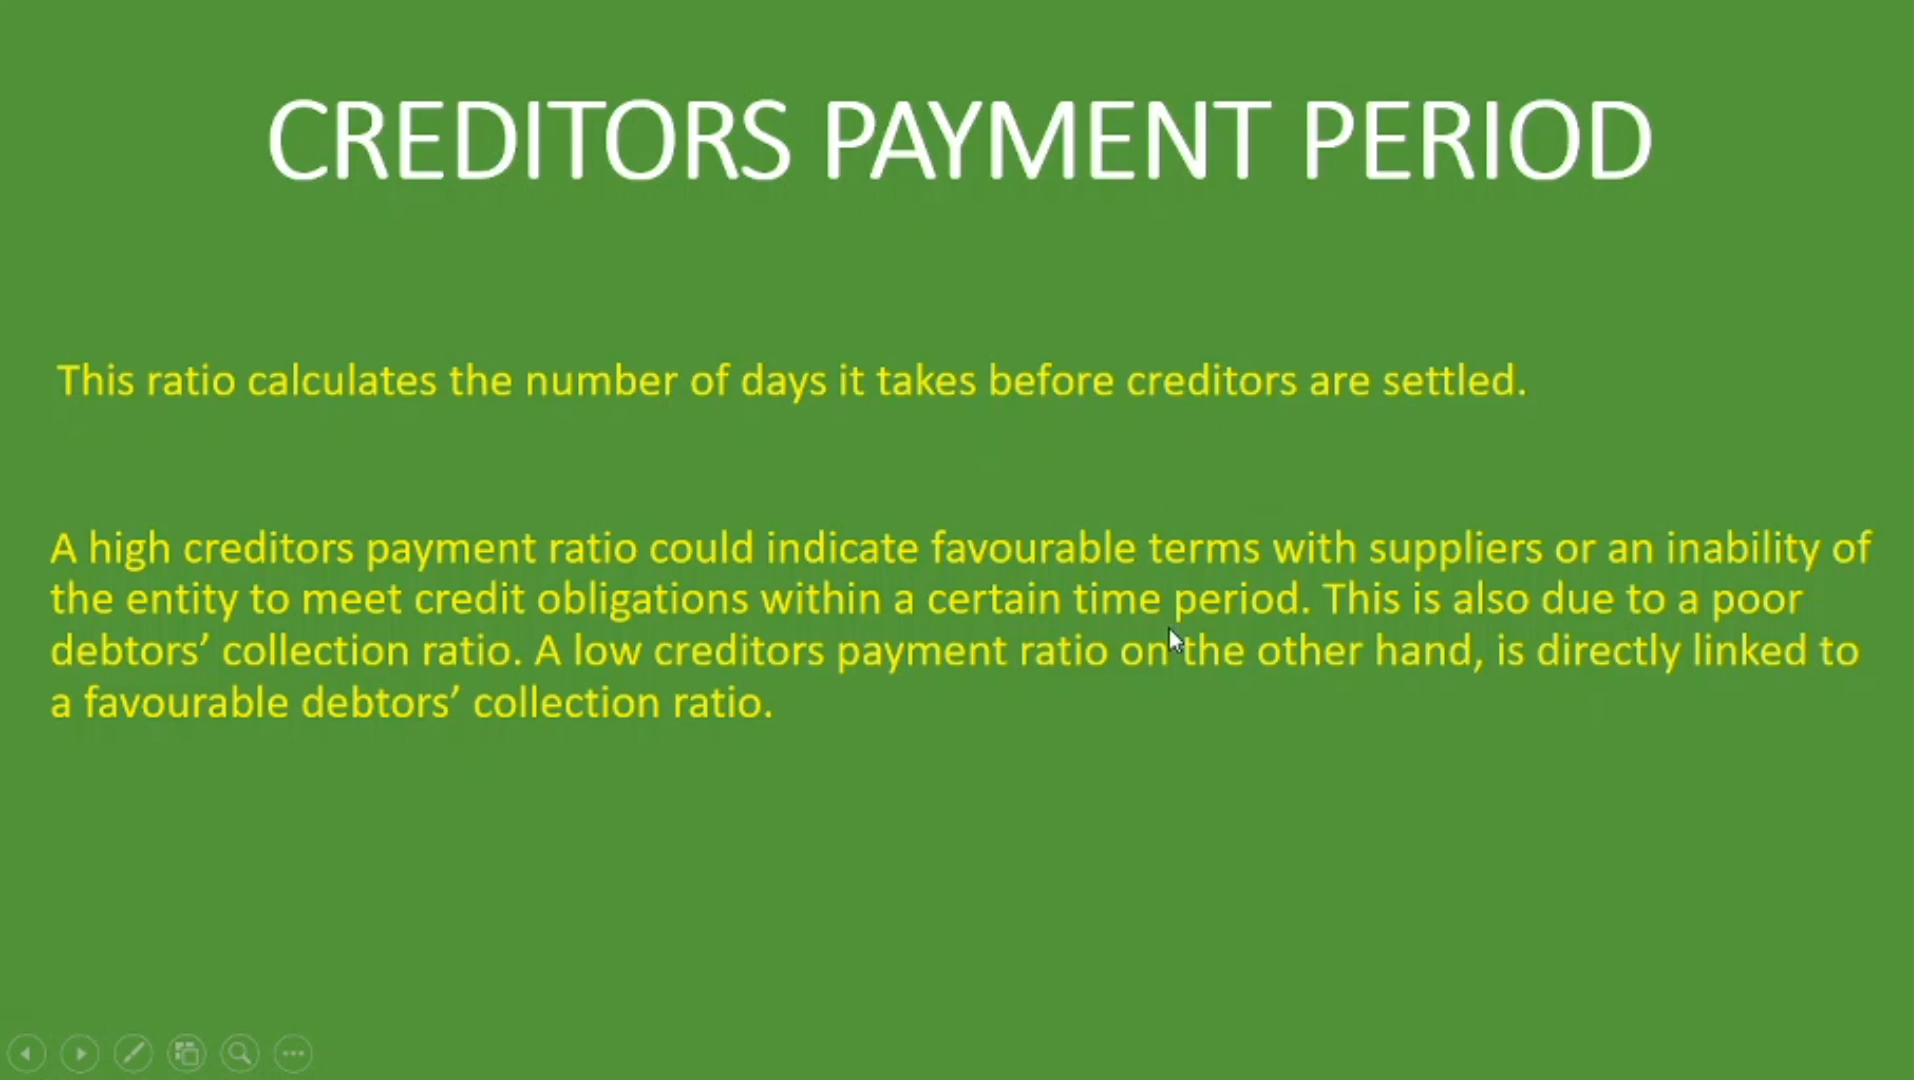 CREDITORS PAYMENT PERIOD
This ratio calculates the number of days it takes before creditors are settled.
A high creditors payment ratio could indicate favourable terms with suppliers or an inability of
the entity to meet credit obligations within a certain time period. This is also due to a poor
debtors’ collection ratio. A low creditors payment ratio on the other hand, is directly linked to
a favourable debtors’ collection ratio.